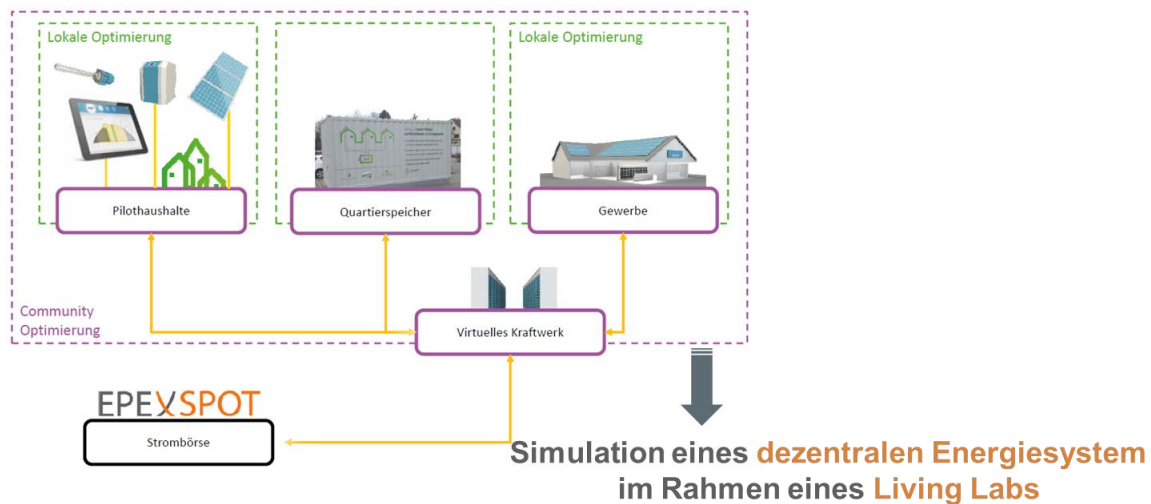 Lokale Optimierung
Lokale Optimierung
Pilothaushalte
Quartierspeicher
Gewerbe
Community
Optimierung
Virtuelles Kraftwerk
EPEXSPOT
Strombörse
Simulation eines dezentralen Energiesystem
im Rahmen eines Living Labs